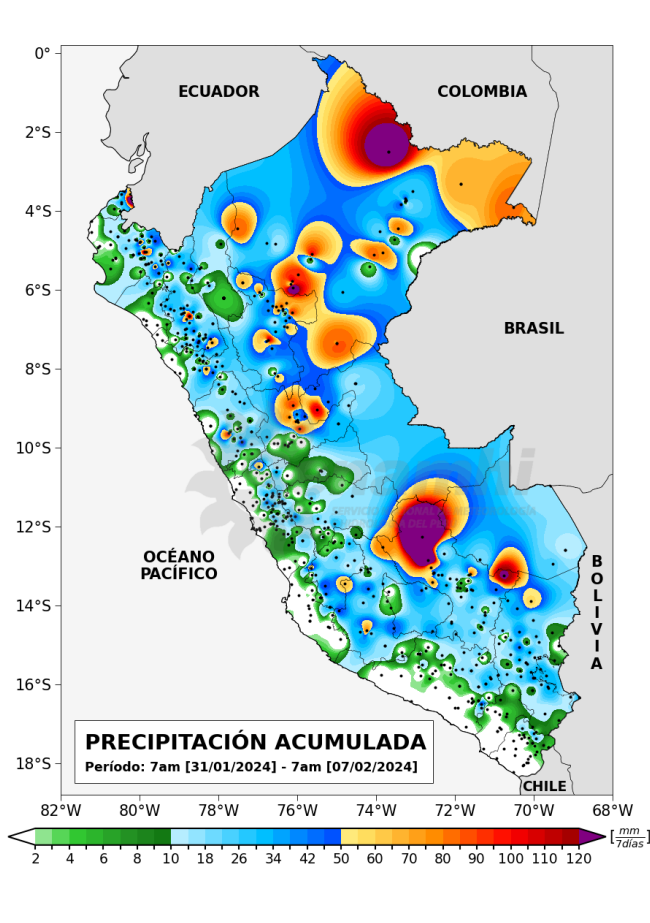 0°
2°S
4°S
6°S
8°S
10°S
12°S
14°S
16°S
18°S
ECUADOR
COLOMBIA
BRASIL
OCÉANO
PACÍFICO
B
O
L
I
V
I
A
CHILE
PRECIPITACIÓN ACUMULADA
Período: 7am [31/01/2024] - 7am [07/02/2024]
82°W 80°W 78°W 76°W 74°W 72°W 70°W 68°W
2 4 6 8 10 18 26 34 42 50 60 70 80 90 100 110 120
[mm/7días]